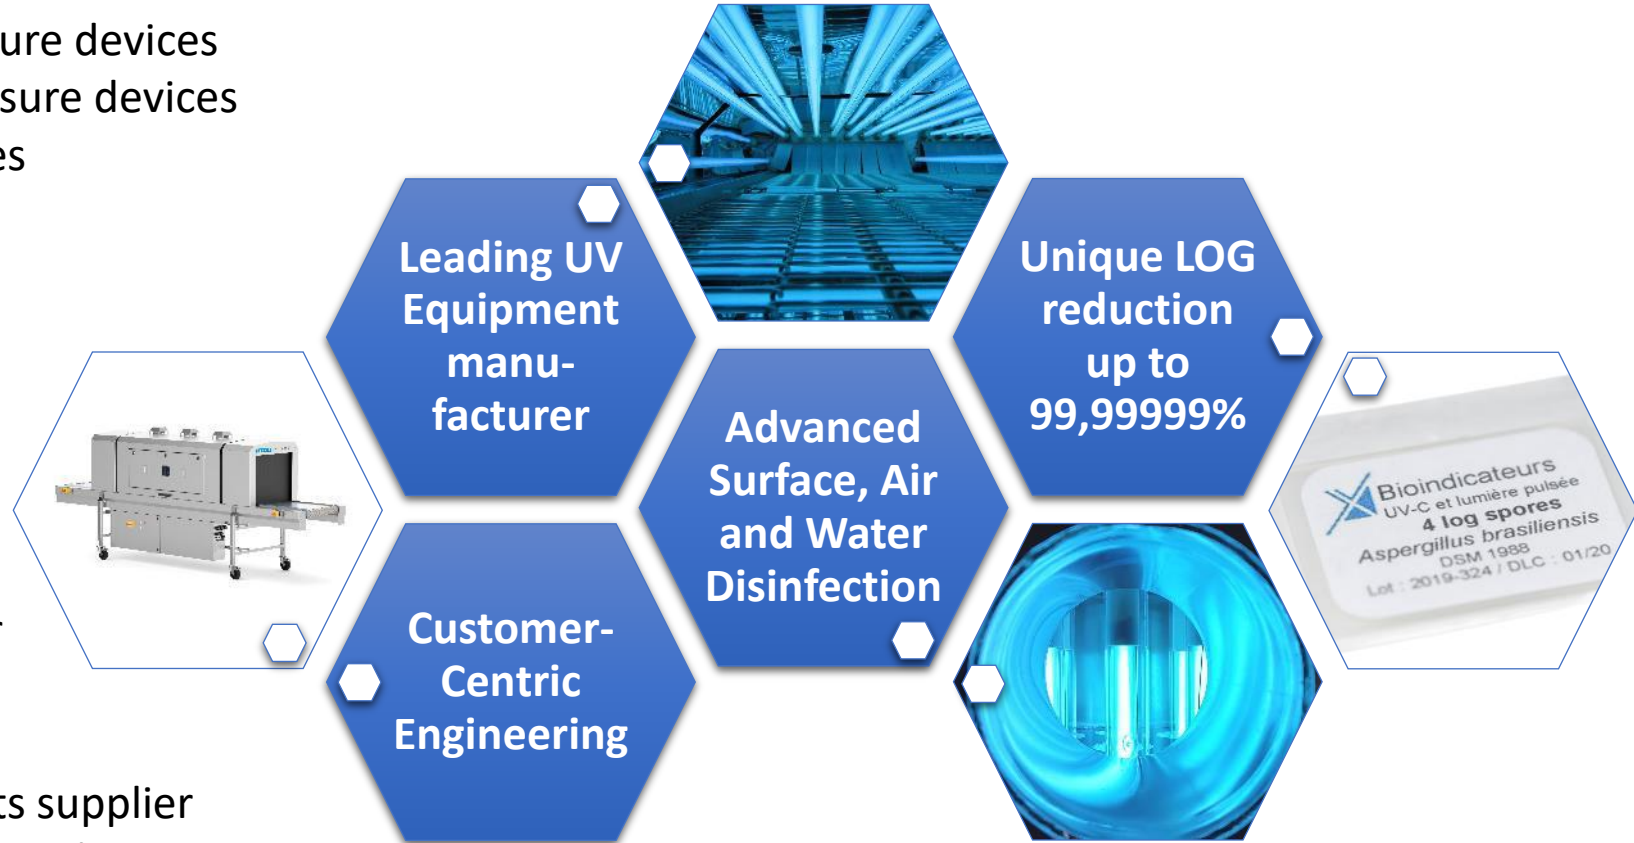 ure devices
sure devices
es
Leading UV
Equipment
manu-
facturer
Unique LOG
reduction
up to
99,99999%
Advanced
Surface, Air
and Water
Disinfection
Customer-
Centric
Engineering
Bioindicateurs
UV-C et lumière pulsée
4 log spores
Aspergillus brasiliensis
DSM 1988
Lot : 2019-324 / DLC : 01/20
ts supplier